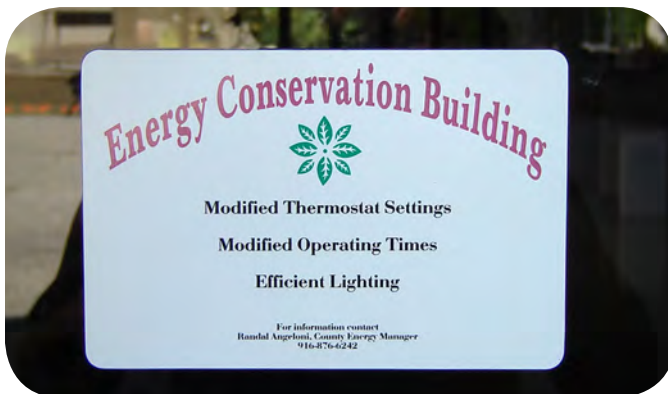 Energy Conservation Building
Modified Thermostat Settings
Modified Operating Times
Efficient Lighting
For information contact
Randal Angeloni, County Energy Manager
916-876-6242